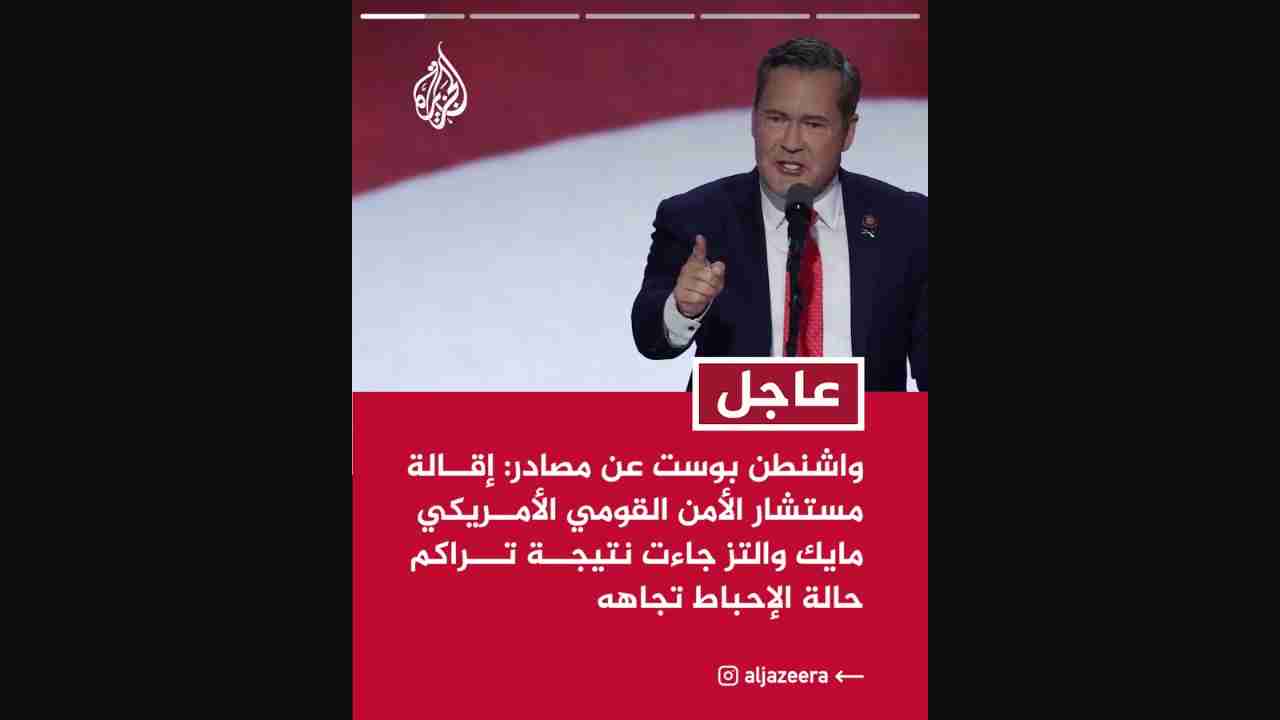 الجزيرة
عاجل
واشنطن بوست عن مصادر: إقالة
مستشار الأمن القومي الأمريكي
مايك والتز جاءت نتيجة تراكم
حالة الإحباط تجاهه
aljazeera